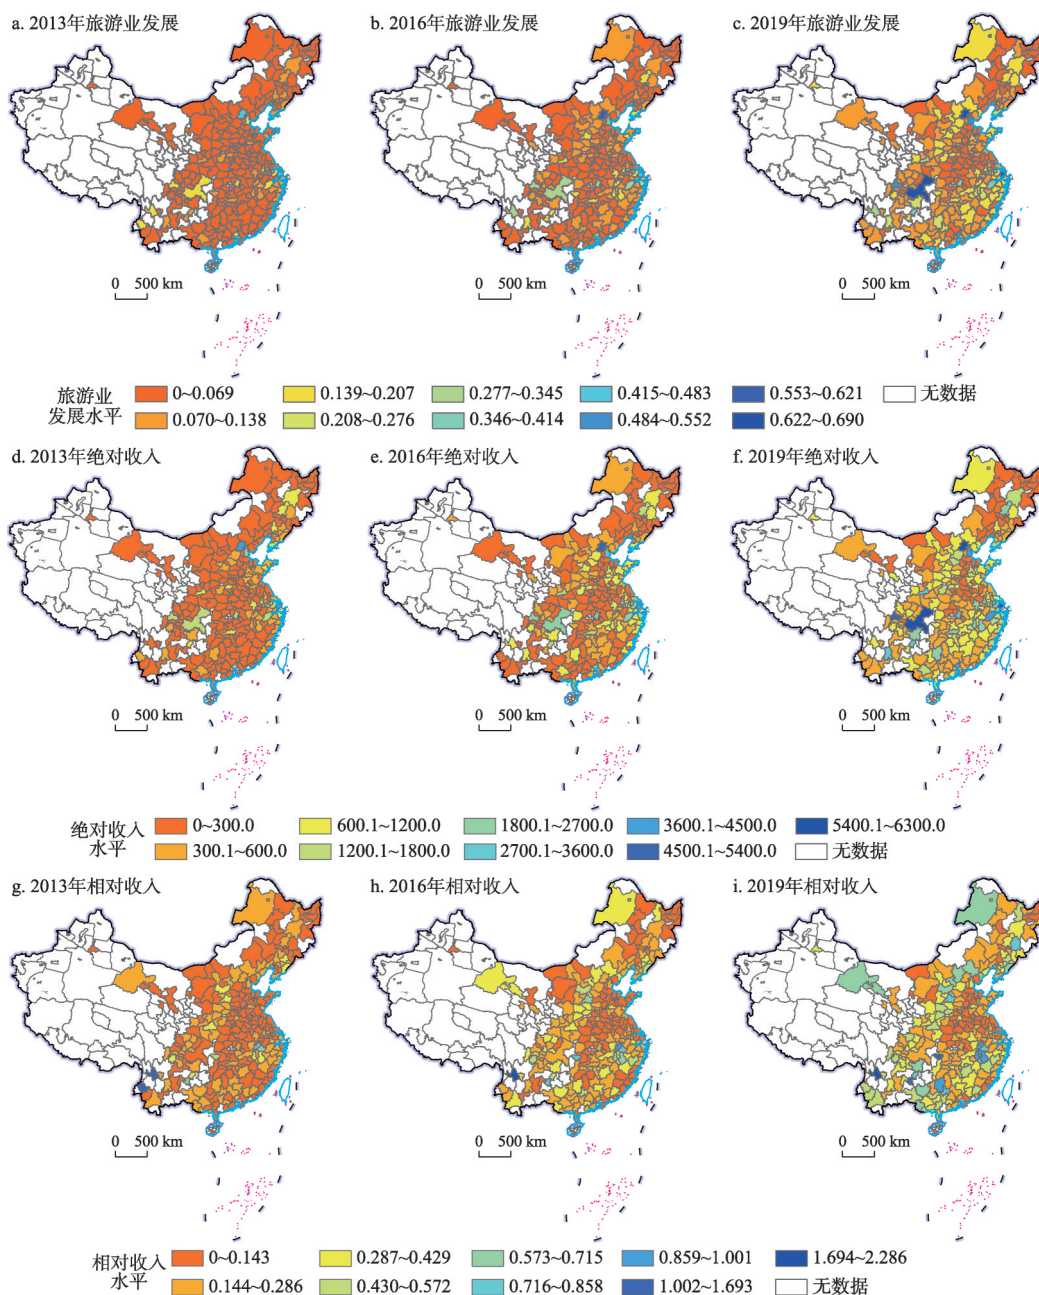 a. 2013年旅游业发展
b. 2016年旅游业发展
c. 2019年旅游业发展
0 500 km
0 500 km
0 500 km
旅游业
发展水平
0~0.069
0.139~0.207
0.277~0.345
0.415~0.483
0.553~0.621
无数据
0.070~0.138
0.208~0.276
0.346~0.414
0.484~0.552
0.622~0.690
d. 2013年绝对收入
e. 2016年绝对收入
f. 2019年绝对收入
0 500 km
0 500 km
0 500 km
绝对收入
水平
0~300.0
600.1~1200.0
1800.1~2700.0
3600.1~4500.0
5400.1~6300.0
300.1~600.0
1200.1~1800.0
2700.1~3600.0
4500.1~5400.0
无数据
g. 2013年相对收入
h. 2016年相对收入
i. 2019年相对收入
0 500 km
0 500 km
0 500 km
相对收入
水平
0~0.143
0.287~0.429
0.573~0.715
0.859~1.001
1.694~2.286
0.144~0.286
0.430~0.572
0.716~0.858
1.002~1.693
无数据